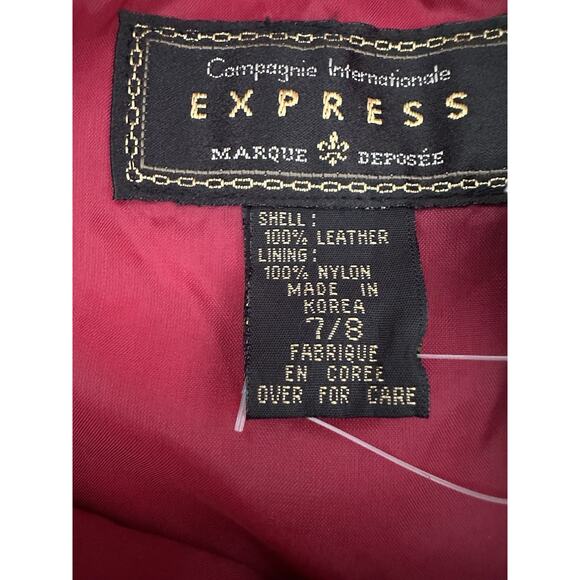 Compagnie Internationale
EXPRESS
MARQUE DEPOSÉE
SHELL:
100% LEATHER
LINING:
100% NYLON
MADE IN
KOREA
7/8
FABRIQUE
EN COREE
OVER FOR CARE